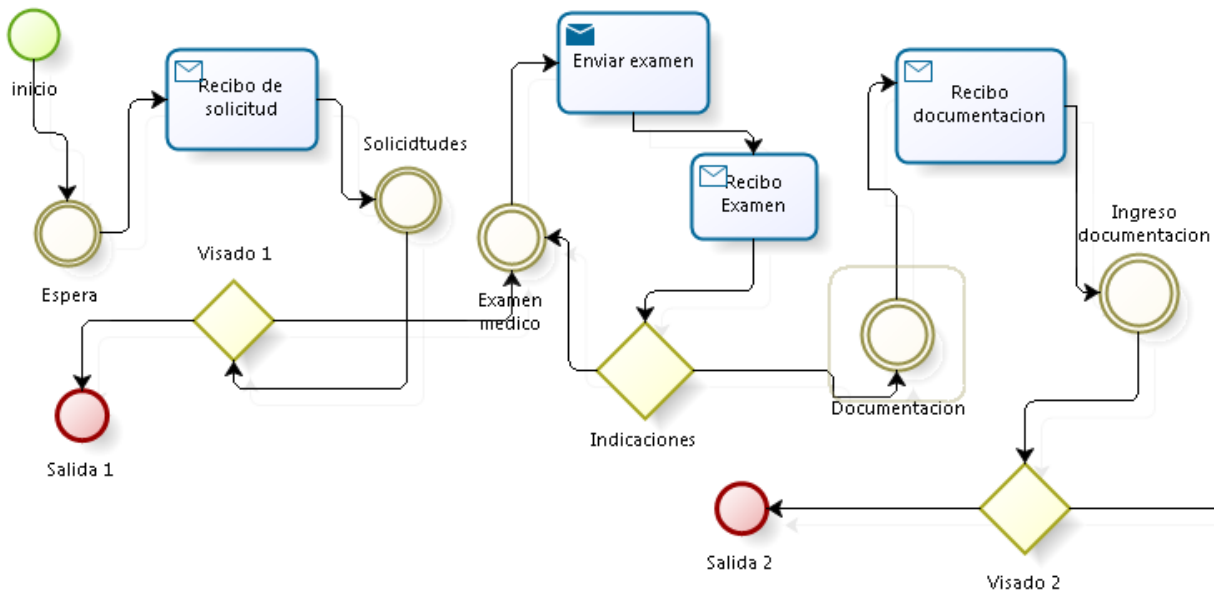 inicio
Recibo de
solicitud
Solicidtudes
Espera
Visado 1
Salida 1
Enviar examen
Recibo
Examen
Examen
medico
Indicaciones
Recibo
documentacion
Documentacion
Ingreso
documentacion
Salida 2
Visado 2